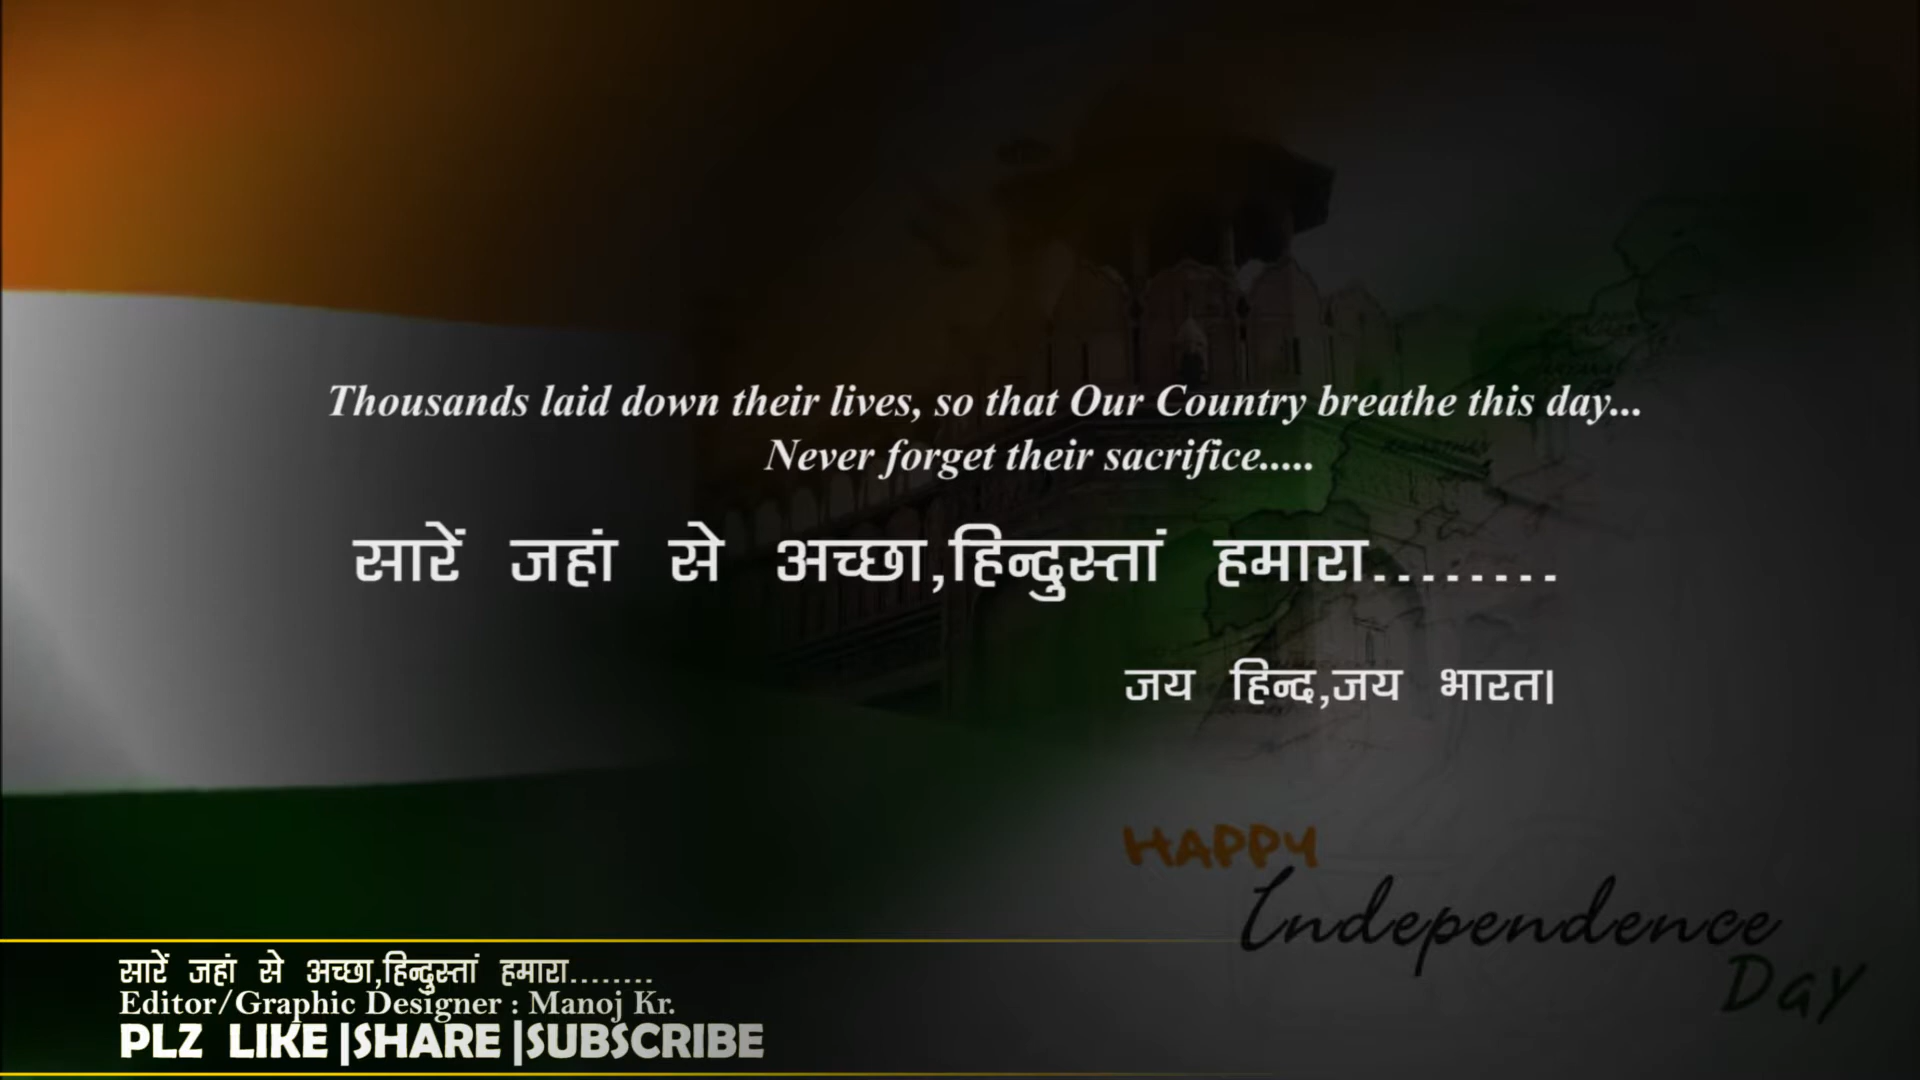 Thousands laid down their lives, so that Our Country breathe this day...
Never forget their sacrifice.....
सारें जहां से अच्छा,हिन्दुस्तां हमारा........
जय हिन्द,जय भारत।
HAPPY
Independence
Day
सारें जहां से अच्छा,हिन्दुस्तां हमारा........
Editor/Graphic Designer : Manoj Kr.
PLZ LIKE |SHARE |SUBSCRIBE